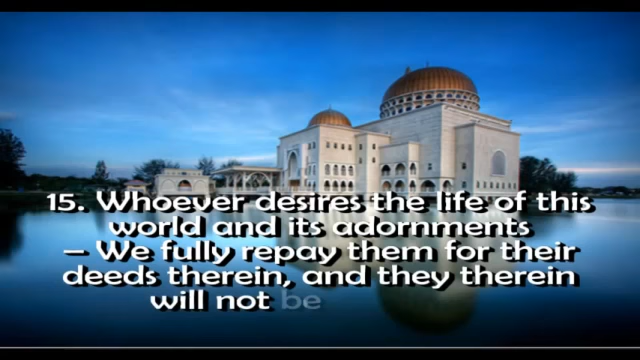 15. Whoever desires the life of this
world and its adornments
– We fully repay them for their
deeds therein, and they therein
will not be